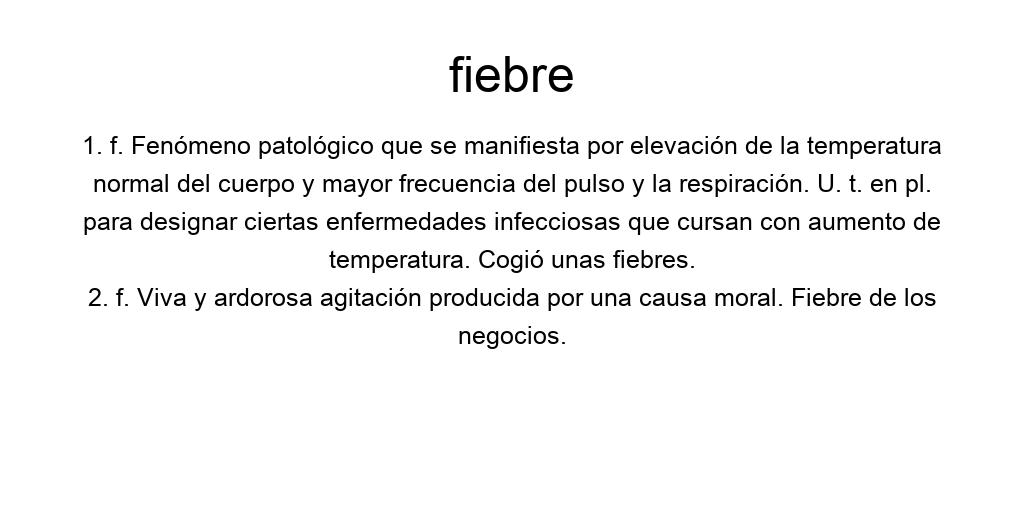 fiebre
1. f. Fenómeno patológico que se manifiesta por elevación de la temperatura
normal del cuerpo y mayor frecuencia del pulso y la respiración. U. t. en pl.
para designar ciertas enfermedades infecciosas que cursan con aumento de
temperatura. Cogió unas fiebres.
2. f. Viva y ardorosa agitación producida por una causa moral. Fiebre de los
negocios.